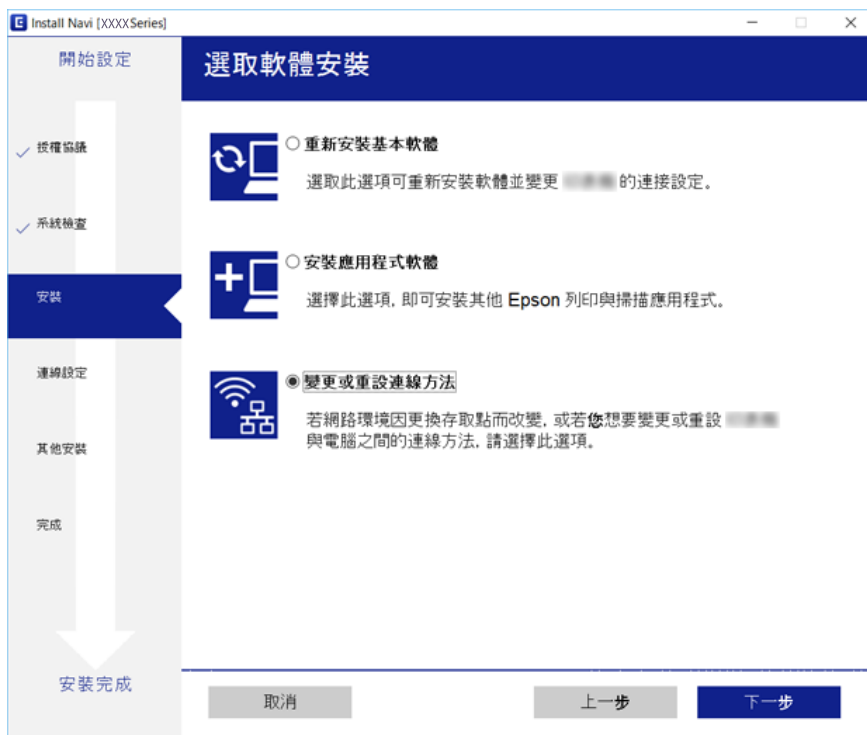 E Install Navi [XXXX Series]
開始設定
授權協議
系統檢查
安裝
連線設定
其他安裝
完成
安裝完成
選取軟體安裝
重新安裝基本軟體
選取此選項可重新安裝軟體並變更 的連接設定。
安裝應用程式軟體
選擇此選項, 即可安裝其他 Epson 列印與掃描應用程式。
變更或重設連線方法
若網路環境因更換存取點而改變, 或若您想要變更或重設
與電腦之間的連線方法, 請選擇此選項。
取消
上一步
下一步